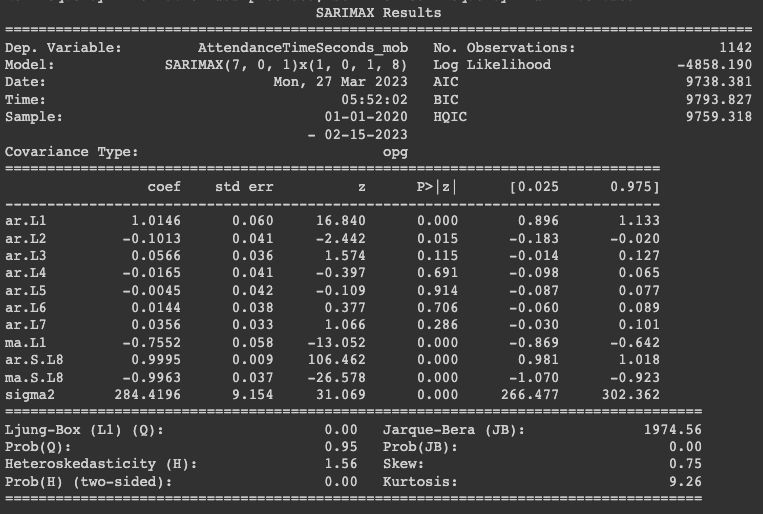 SARIMAX Results
==============================================================================
Dep. Variable: AttendanceTimeSeconds_mob No. Observations: 1142
Model: SARIMAX(7, 0, 1)x(1, 0, 1, 8) Log Likelihood -4858.190
Date: Mon, 27 Mar 2023 AIC 9738.381
Time: 05:52:02 BIC 9793.827
Sample: 01-01-2020 HQIC 9759.318
- 02-15-2023
Covariance Type: opg
==============================================================================
coef std err z P>|z| [0.025 0.975]
------------------------------------------------------------------------------
ar.L1 1.0146 0.060 16.840 0.000 0.896 1.133
ar.L2 -0.1013 0.041 -2.442 0.015 -0.183 -0.020
ar.L3 0.0566 0.036 1.574 0.115 -0.014 0.127
ar.L4 -0.0165 0.041 -0.397 0.691 -0.098 0.065
ar.L5 -0.0045 0.042 -0.109 0.914 -0.087 0.077
ar.L6 0.0144 0.038 0.377 0.706 -0.060 0.089
ar.L7 0.0356 0.033 1.066 0.286 -0.030 0.101
ma.L1 -0.7552 0.058 -13.052 0.000 -0.869 -0.642
ar.S.L8 0.9995 0.009 106.462 0.000 0.981 1.018
ma.S.L8 -0.9963 0.037 -26.578 0.000 -1.070 -0.923
sigma2 284.4196 9.154 31.069 0.000 266.477 302.362
==============================================================================
Ljung-Box (L1) (Q): 0.00 Jarque-Bera (JB): 1974.56
Prob(Q): 0.95 Prob(JB): 0.00
Heteroskedasticity (H): 1.56 Skew: 0.75
Prob(H) (two-sided): 0.00 Kurtosis: 9.26
==============================================================================